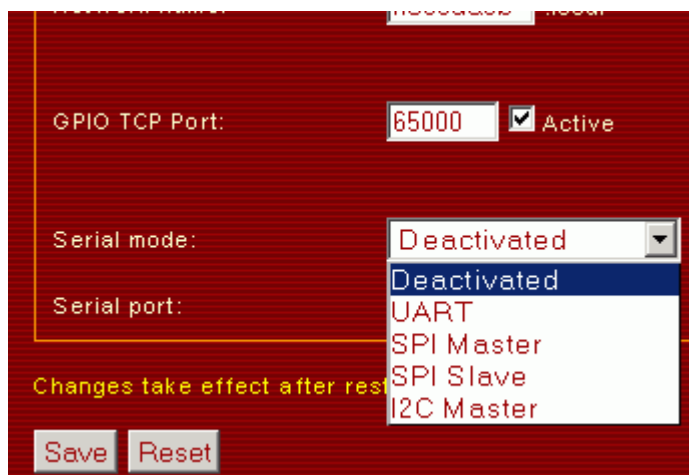 GPIO TCP Port: 65000 Active
Serial mode: Deactivated
Deactivated
Serial port:
UART
SPI Master
SPI Slave
Changes take effect after
I2C Master
Save Reset